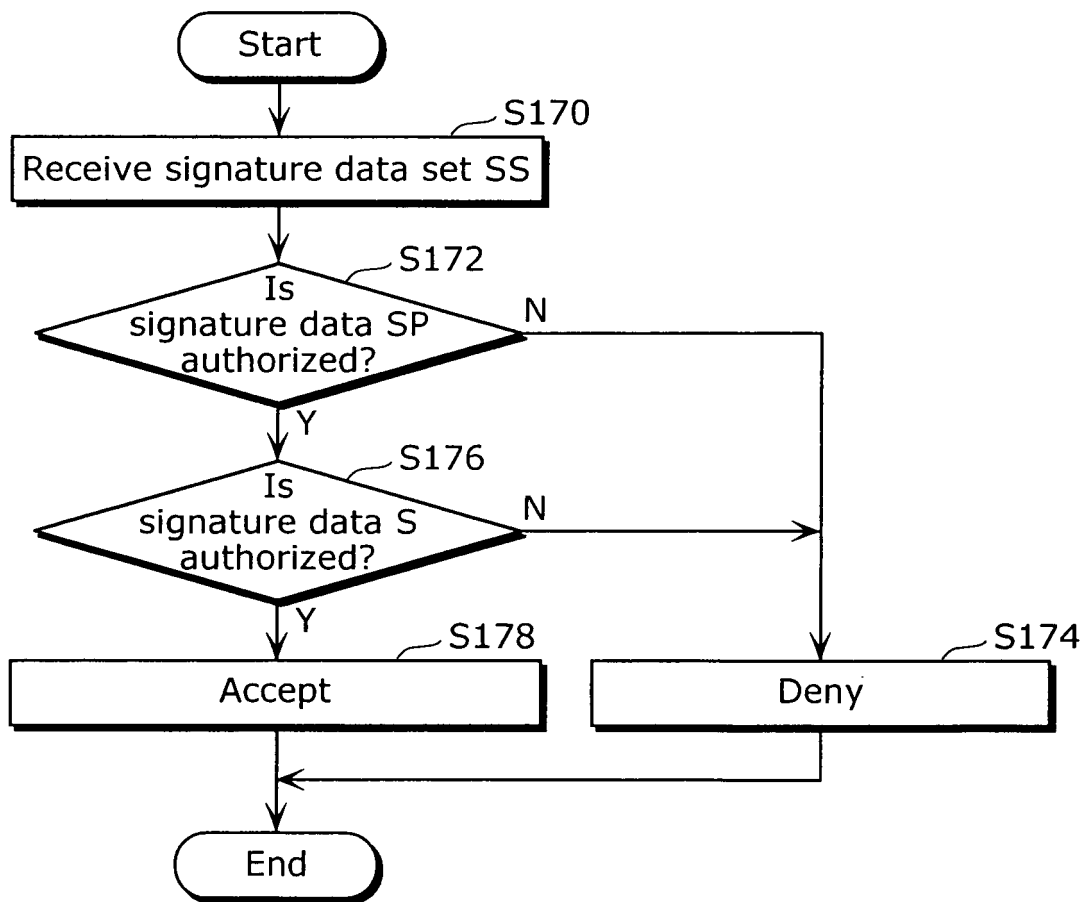 Start
S170
Receive signature data set SS
S172
Is
signature data SP
authorized?
N
Y
S176
Is
signature data S
authorized?
N
Y
S178
Accept
S174
Deny
End